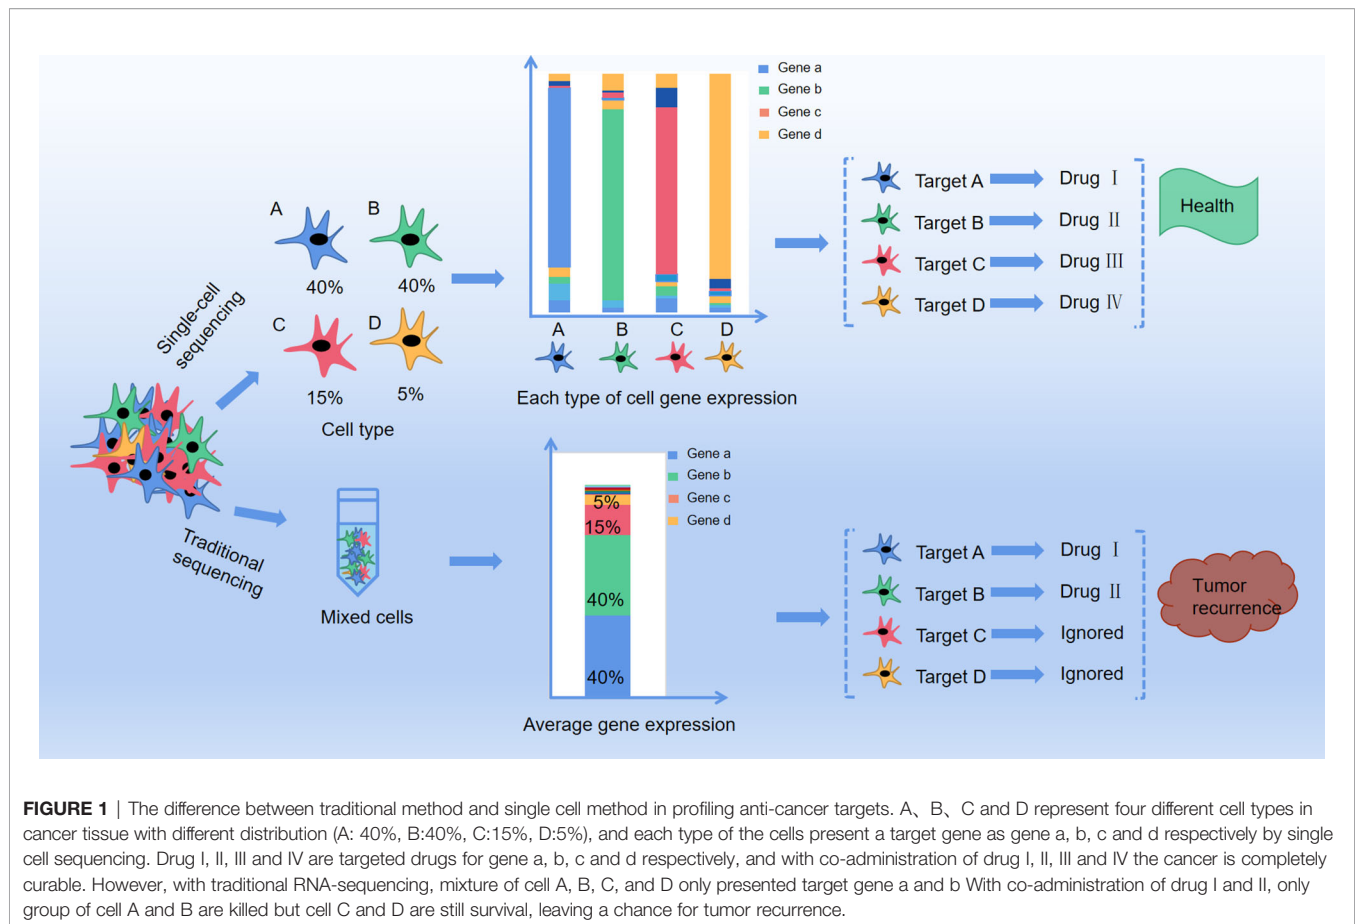 Gene a
Gene b
Gene c
Gene d
A
B
40%
40%
C
D
15%
5%
Cell type
Single-cell
sequencing
A
B
C
D
Each type of cell gene expression
Target A
Drug Ⅰ
Target B
Drug Ⅱ
Target C
Drug Ⅲ
Target D
Drug Ⅳ
Health
Traditional
sequencing
Mixed cells
Gene a
Gene b
Gene c
Gene d
5%
15%
40%
40%
Average gene expression
Target A
Drug Ⅰ
Target B
Drug Ⅱ
Target C
Ignored
Target D
Ignored
Tumor
recurrence
FIGURE 1 | The difference between traditional method and single cell method in profiling anti-cancer targets. A、B、C and D represent four different cell types in
cancer tissue with different distribution (A: 40%, B:40%, C:15%, D:5%), and each type of the cells present a target gene as gene a, b, c and d respectively by single
cell sequencing. Drug I, II, III and IV are targeted drugs for gene a, b, c and d respectively, and with co-administration of drug I, II, III and IV the cancer is completely
curable. However, with traditional RNA-sequencing, mixture of cell A, B, C, and D only presented target gene a and b With co-administration of drug I and II, only
group of cell A and B are killed but cell C and D are still survival, leaving a chance for tumor recurrence.